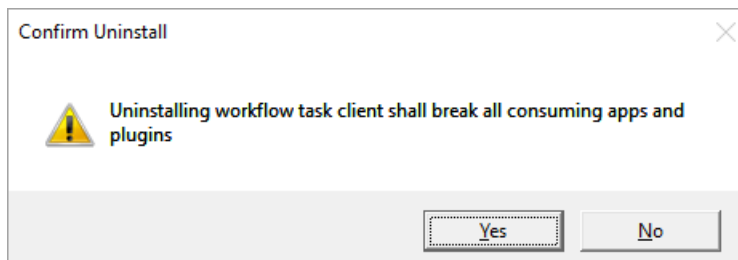 Confirm Uninstall
Uninstalling workflow task client shall break all consuming apps and
plugins
Yes
No